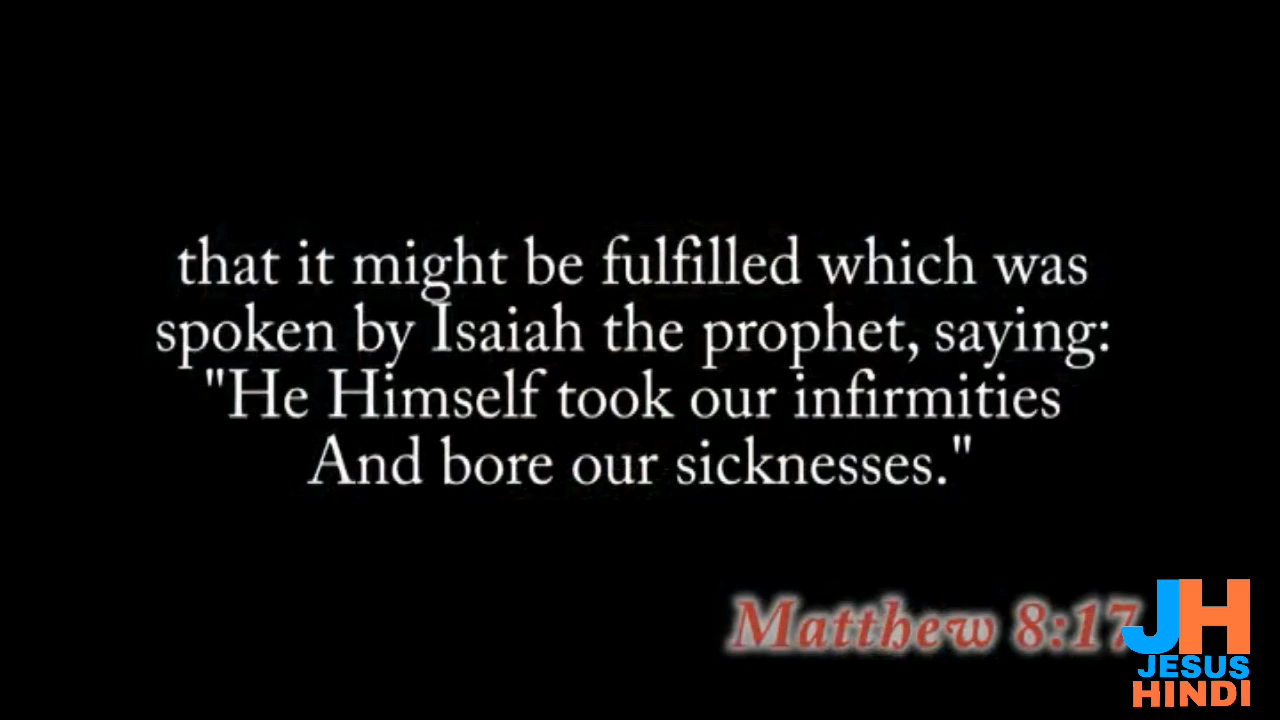 that it might be fulfilled which was
spoken by Isaiah the prophet, saying:
"He Himself took our infirmities
And bore our sicknesses."
Matthew 8:17
JH
JESUS
HINDI